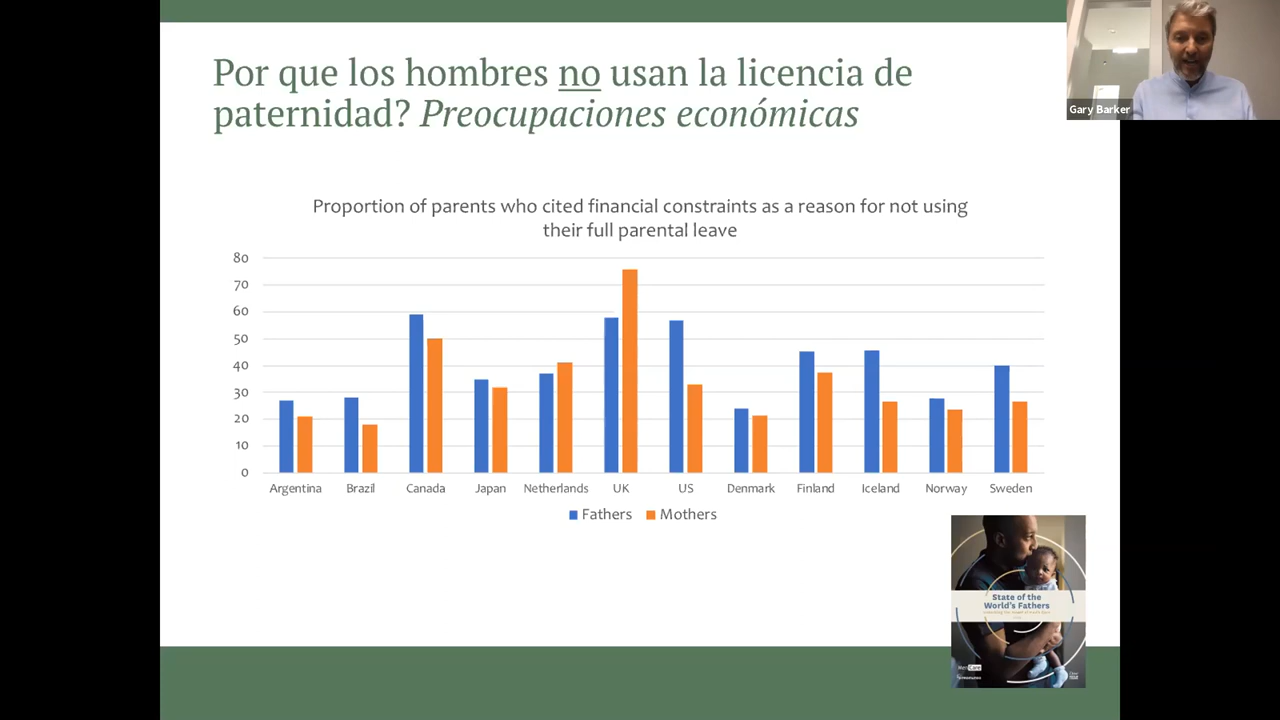 Por que los hombres no usan la licencia de
paternidad? Preocupaciones económicas
Gary Barker
Proportion of parents who cited financial constraints as a reason for not using
their full parental leave
80
70
60
50
40
30
20
10
0
Argentina Brazil Canada Japan Netherlands UK US Denmark Finland Iceland Norway Sweden
Fathers Mothers
State of the
World's Fathers